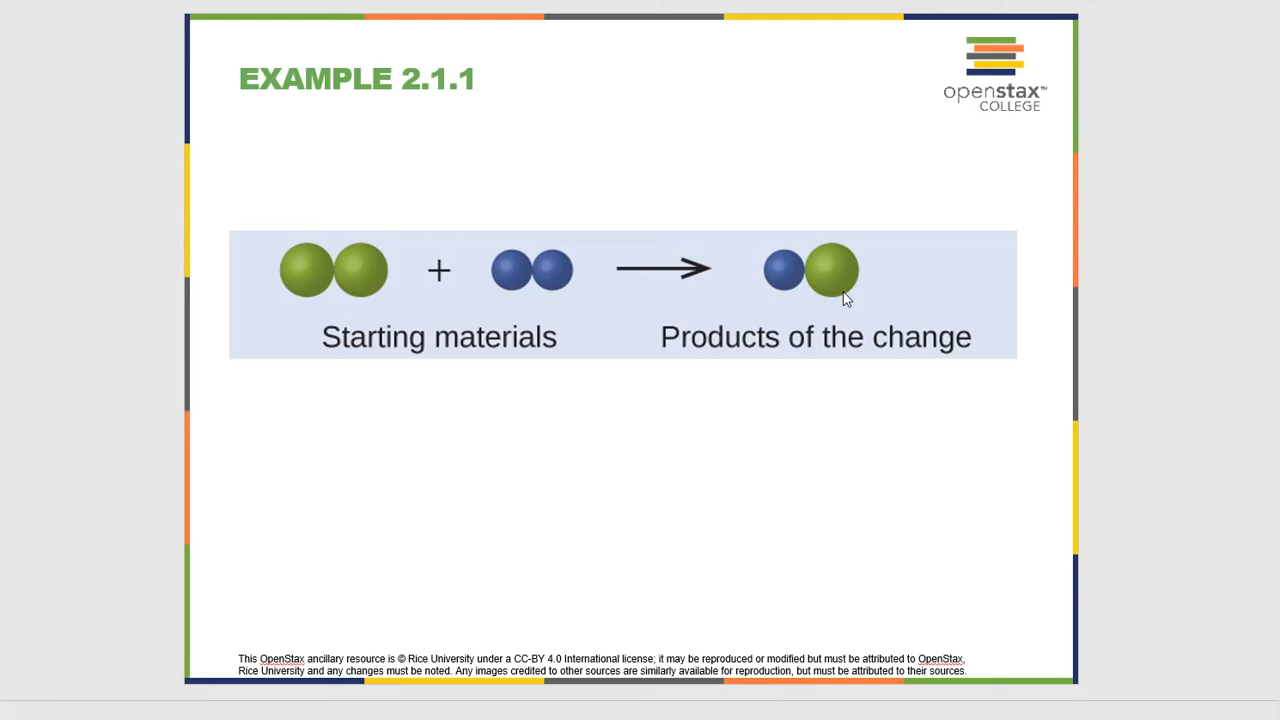 EXAMPLE 2.1.1
openstax™
COLLEGE
+
Starting materials
Products of the change
This OpenStax ancillary resource is © Rice University under a CC-BY 4.0 International license; it may be reproduced or modified but must be attributed to OpenStax,
Rice University and any changes must be noted. Any images credited to other sources are similarly available for reproduction, but must be attributed to their sources.